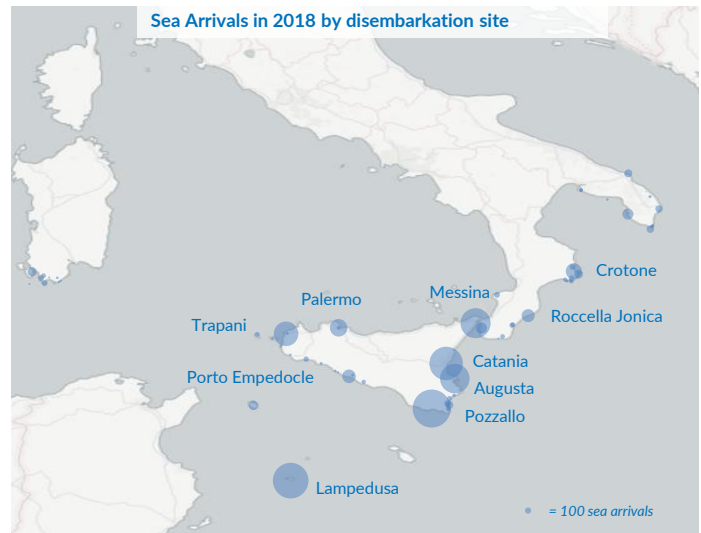 Sea Arrivals in 2018 by disembarkation site
Crotone
Messina
Palermo
Roccella Jonica
Trapani
Catania
Porto Empedocle
Augusta
Pozzallo
Lampedusa
= 100 sea arrivals